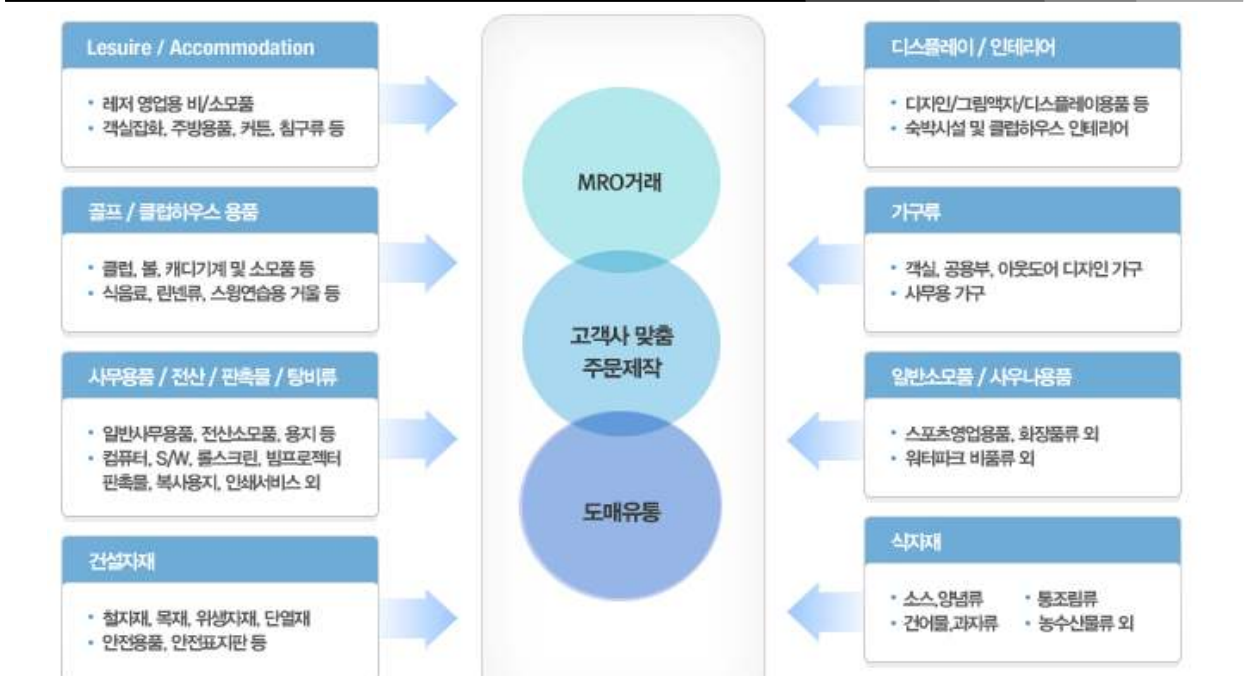 Lesuire / Accommodation
• 레저 영업용 비/소모품
• 객실잡화, 주방용품, 커튼, 침구류 등
골프 / 클럽하우스 용품
• 클럽, 볼, 캐디기계 및 소모품 등
• 식음료, 린넨류, 스윙연습용 거울 등
사무용품 / 전산 / 판촉물 / 탕비류
• 일반사무용품, 전산소모품, 용지 등
• 컴퓨터, S/W, 롤스크린, 빔프로젝터
판촉물, 복사용지, 인쇄서비스 외
건설자재
• 철자재, 목재, 위생자재, 단열재
• 안전용품, 안전표지판 등
MRO거래
고객사 맞춤
주문제작
도매유통
디스플레이 / 인테리어
• 디자인/그림액자/디스플레이용품 등
• 숙박시설 및 클럽하우스 인테리어
가구류
• 객실, 공용부, 아웃도어 디자인 가구
• 사무용 가구
일반소모품 / 사우나용품
• 스포츠영업용품, 화장품류 외
• 워터파크 비품류 외
식자재
• 소스,양념류 • 통조림류
• 건어물,과자류 • 농수산물류 외